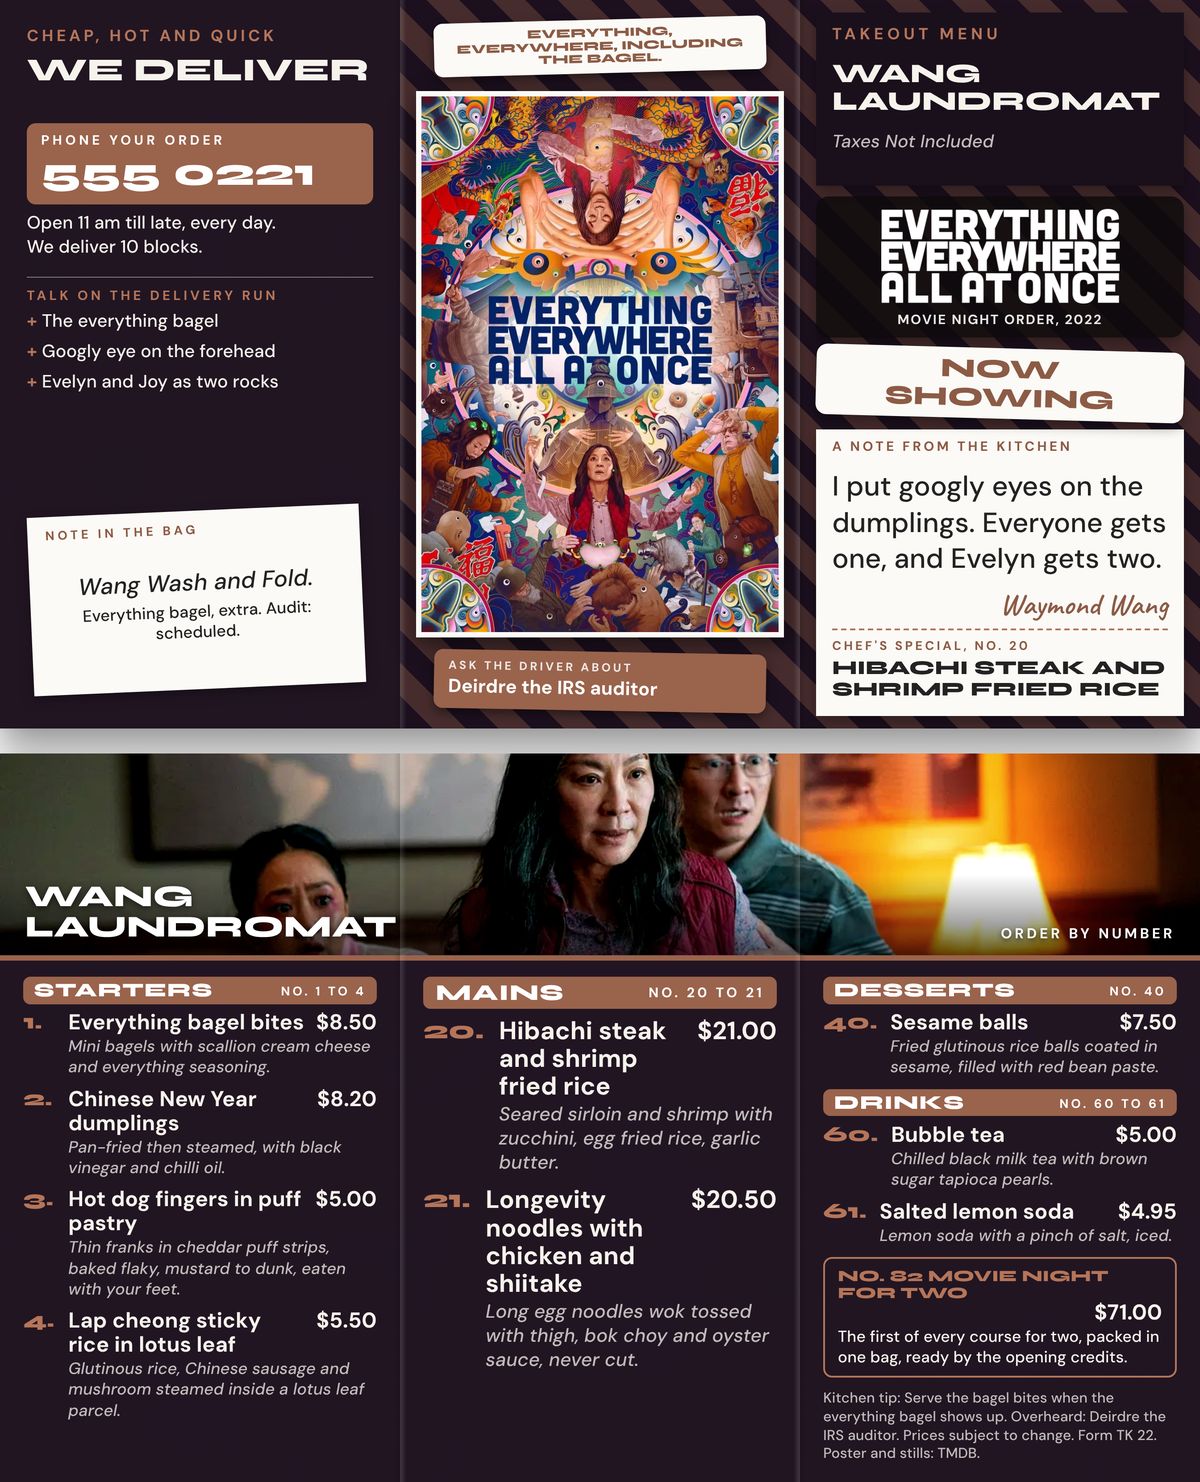 CHEAP, HOT AND QUICK
WE DELIVER
PHONE YOUR ORDER
555 0221
Open 11 am till late, every day.
We deliver 10 blocks.
TALK ON THE DELIVERY RUN
+ The everything bagel
+ Googly eye on the forehead
+ Evelyn and Joy as two rocks
NOTE IN THE BAG
Wang Wash and Fold.
Everything bagel, extra. Audit:
scheduled.
EVERYTHING,
EVERYWHERE, INCLUDING
THE BAGEL.
福
EVERYTHING
EVERYWHERE
ALL AT ONCE
福
ASK THE DRIVER ABOUT
Deirdre the IRS auditor
TAKEOUT MENU
WANG
LAUNDROMAT
Taxes Not Included
EVERYTHING
EVERYWHERE
ALL AT ONCE
MOVIE NIGHT ORDER, 2022
NOW
SHOWING
A NOTE FROM THE KITCHEN
I put googly eyes on the
dumplings. Everyone gets
one, and Evelyn gets two.
Waymond Wang
CHEF'S SPECIAL, NO. 20
HIBACHI STEAK AND
SHRIMP FRIED RICE
WANG
LAUNDROMAT
ORDER BY NUMBER
STARTERS NO. 1 TO 4
1. Everything bagel bites $8.50
Mini bagels with scallion cream cheese
and everything seasoning.
2. Chinese New Year $8.20
dumplings
Pan-fried then steamed, with black
vinegar and chilli oil.
3. Hot dog fingers in puff $5.00
pastry
Thin franks in cheddar puff strips,
baked flaky, mustard to dunk, eaten
with your feet.
4. Lap cheong sticky $5.50
rice in lotus leaf
Glutinous rice, Chinese sausage and
mushroom steamed inside a lotus leaf
parcel.
MAINS NO. 20 TO 21
20. Hibachi steak $21.00
and shrimp
fried rice
Seared sirloin and shrimp with
zucchini, egg fried rice, garlic
butter.
21. Longevity $20.50
noodles with
chicken and
shiitake
Long egg noodles wok tossed
with thigh, bok choy and oyster
sauce, never cut.
DESSERTS NO. 40
40. Sesame balls $7.50
Fried glutinous rice balls coated in
sesame, filled with red bean paste.
DRINKS NO. 60 TO 61
60. Bubble tea $5.00
Chilled black milk tea with brown
sugar tapioca pearls.
61. Salted lemon soda $4.95
Lemon soda with a pinch of salt, iced.
NO. 82 MOVIE NIGHT
FOR TWO
$71.00
The first of every course for two, packed in
one bag, ready by the opening credits.
Kitchen tip: Serve the bagel bites when the
everything bagel shows up. Overheard: Deirdre the
IRS auditor. Prices subject to change. Form TK 22.
Poster and stills: TMDB.